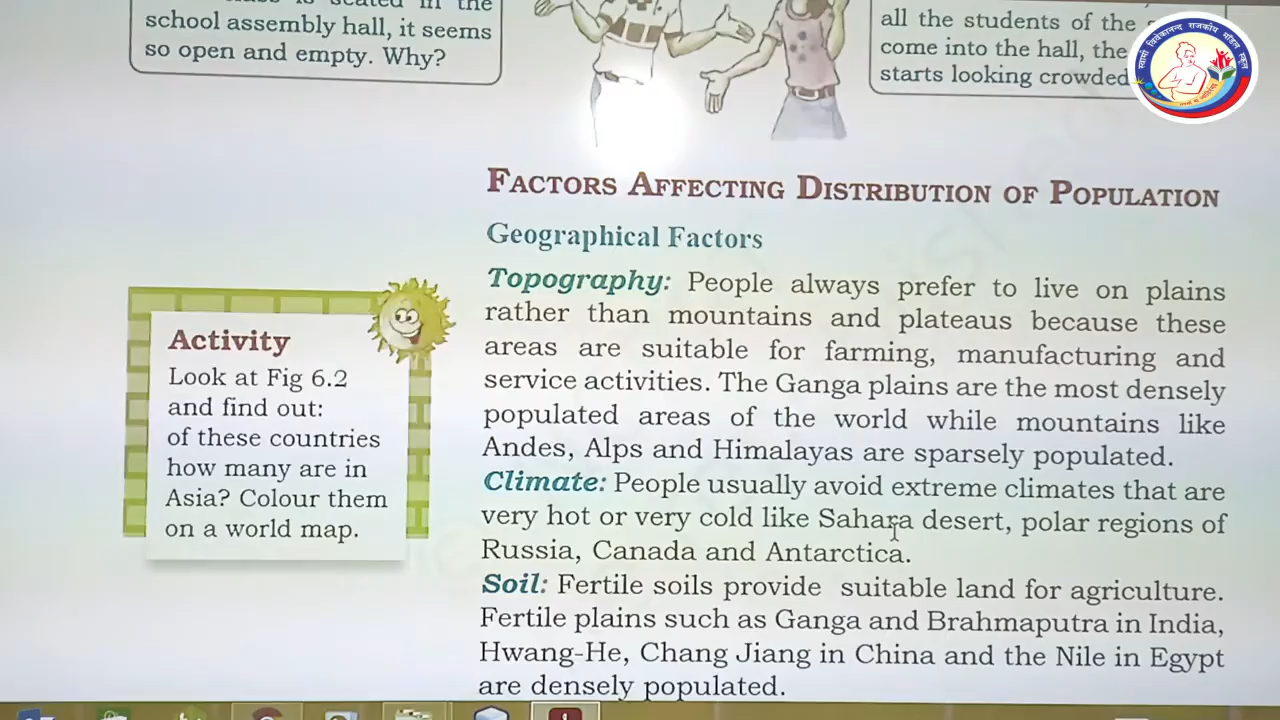 seated in the
school assembly hall, it seems
so open and empty. Why?
all the students of the
come into the hall, the
starts looking crowded
स्वामी विवेकानन्द राजकीय मॉडल स्कूल
FACTORS AFFECTING DISTRIBUTION OF POPULATION
Geographical Factors
Topography: People always prefer to live on plains
rather than mountains and plateaus because these
areas are suitable for farming, manufacturing and
service activities. The Ganga plains are the most densely
populated areas of the world while mountains like
Andes, Alps and Himalayas are sparsely populated.
Climate: People usually avoid extreme climates that are
very hot or very cold like Sahara desert, polar regions of
Russia, Canada and Antarctica.
Soil: Fertile soils provide suitable land for agriculture.
Fertile plains such as Ganga and Brahmaputra in India,
Hwang-He, Chang Jiang in China and the Nile in Egypt
are densely populated.
Activity
Look at Fig 6.2
and find out:
of these countries
how many are in
Asia? Colour them
on a world map.